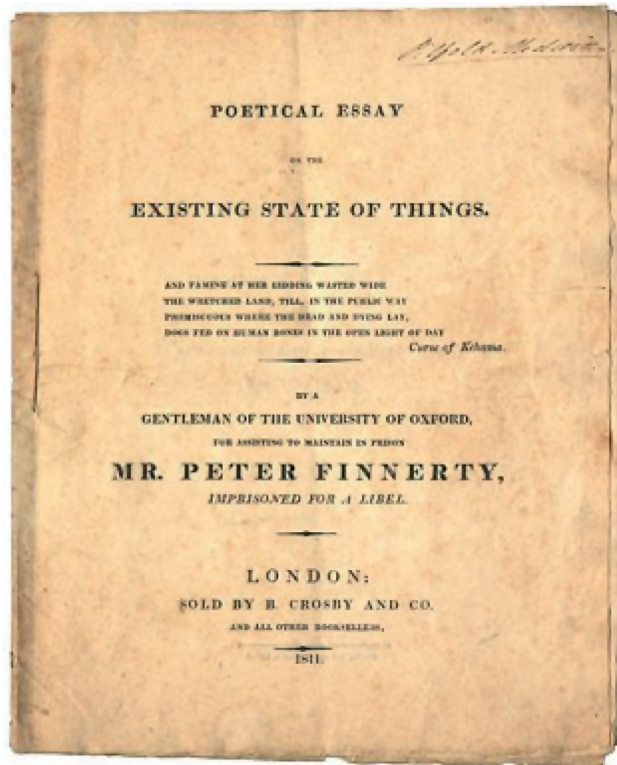 POETICAL ESSAY
ON THE
EXISTING STATE OF THINGS.
AND FAMINE AT HER BIDDING WASTED WIDE
THE WRETCHED LAND, TILL, IN THE PUBLIC WAY
PROMISCUOUS WHERE THE DEAD AND DYING LAY,
DOGS FED ON HUMAN BONES IN THE OPEN LIGHT OF DAY
Curse of Kehama.
BY A
GENTLEMAN OF THE UNIVERSITY OF OXFORD,
FOR ASSISTING TO MAINTAIN IN PRISON
MR. PETER FINNERTY,
IMPRISONED FOR A LIBEL.
LONDON:
SOLD BY B. CROSBY AND CO.
AND ALL OTHER BOOKSELLERS,
1811.